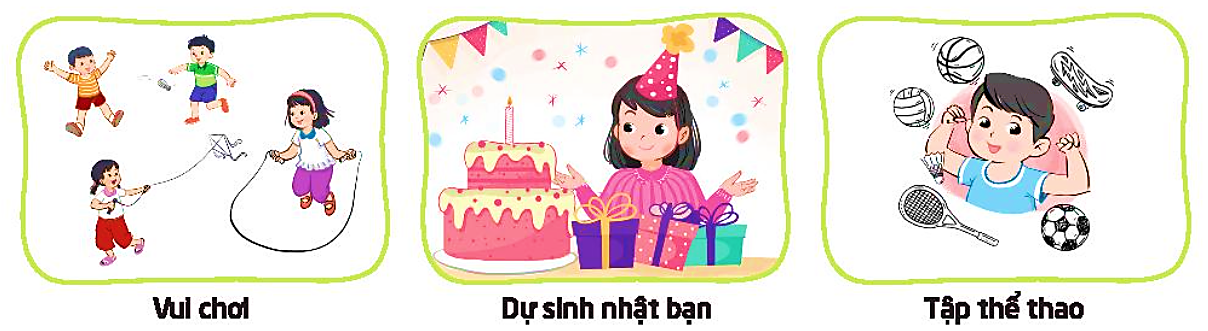 Vui chơi
Dự sinh nhật bạn
Tập thể thao